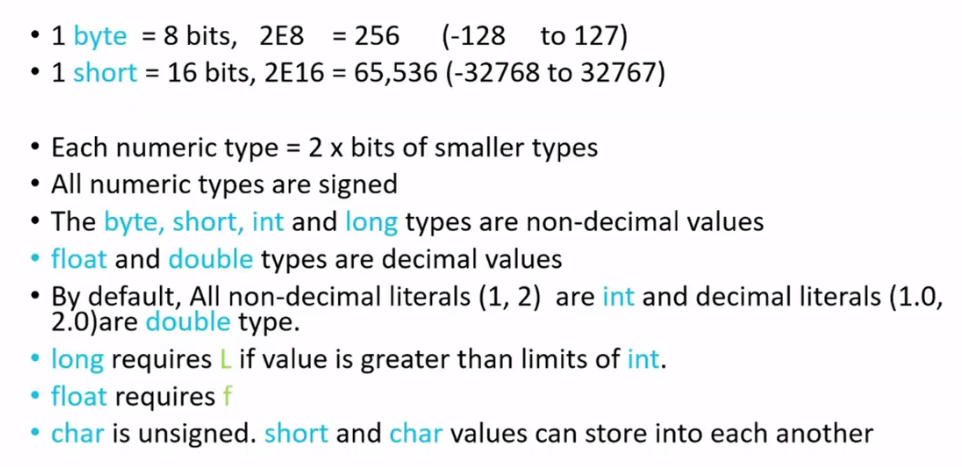 • 1 byte = 8 bits, 2E8 = 256 (-128 to 127)
• 1 short = 16 bits, 2E16 = 65,536 (-32768 to 32767)
• Each numeric type = 2 x bits of smaller types
• All numeric types are signed
• The byte, short, int and long types are non-decimal values
• float and double types are decimal values
• By default, All non-decimal literals (1, 2) are int and decimal literals (1.0,
2.0)are double type.
• long requires L if value is greater than limits of int.
• float requires f
• char is unsigned. short and char values can store into each another